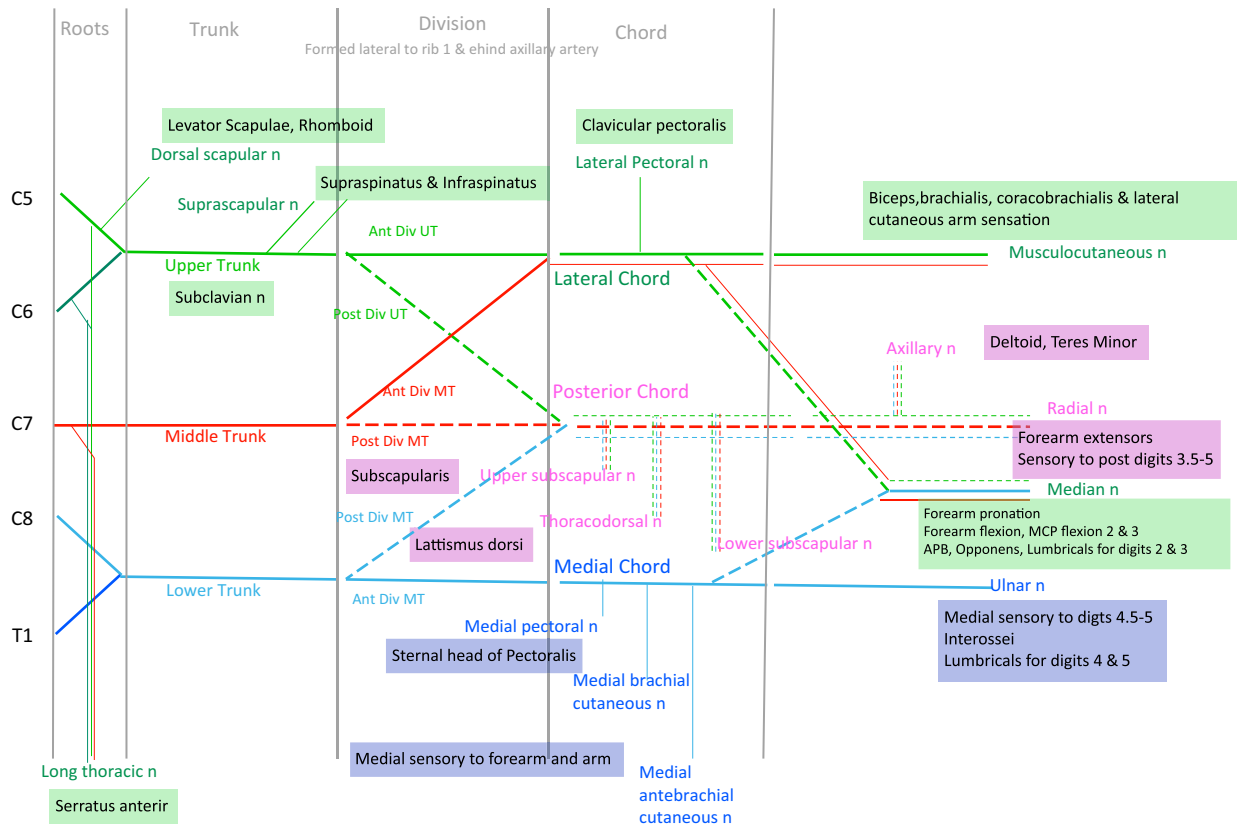 Roots
Trunk
Division
Chord
Formed lateral to rib 1 & ehind axillary artery
Levator Scapulae, Rhomboid
Clavicular pectoralis
Dorsal scapular n
Lateral Pectoral n
Supraspinatus & Infraspinatus
C5
Suprascapular n
Biceps,brachialis, coracobrachialis & lateral
cutaneous arm sensation
Ant Div UT
Upper Trunk
Musculocutaneous n
Lateral Chord
Subclavian n
C6
Post Div UT
Axillary n
Deltoid, Teres Minor
Ant Div MT
Posterior Chord
Radial n
C7
Middle Trunk
Post Div MT
Forearm extensors
Sensory to post digits 3.5-5
Subscapularis
Upper subscapular n
Median n
C8
Post Div MT
Thoracodorsal n
Forearm pronation
Forearm flexion, MCP flexion 2 & 3
APB, Opponens, Lumbricals for digits 2 & 3
Lattismus dorsi
Lower subscapular n
Medial Chord
Lower Trunk
Ant Div MT
Ulnar n
T1
Medial pectoral n
Medial sensory to digts 4.5-5
Interossei
Lumbricals for digits 4 & 5
Sternal head of Pectoralis
Medial brachial
cutaneous n
Medial sensory to forearm and arm
Long thoracic n
Medial
antebrachial
cutaneous n
Serratus anterir